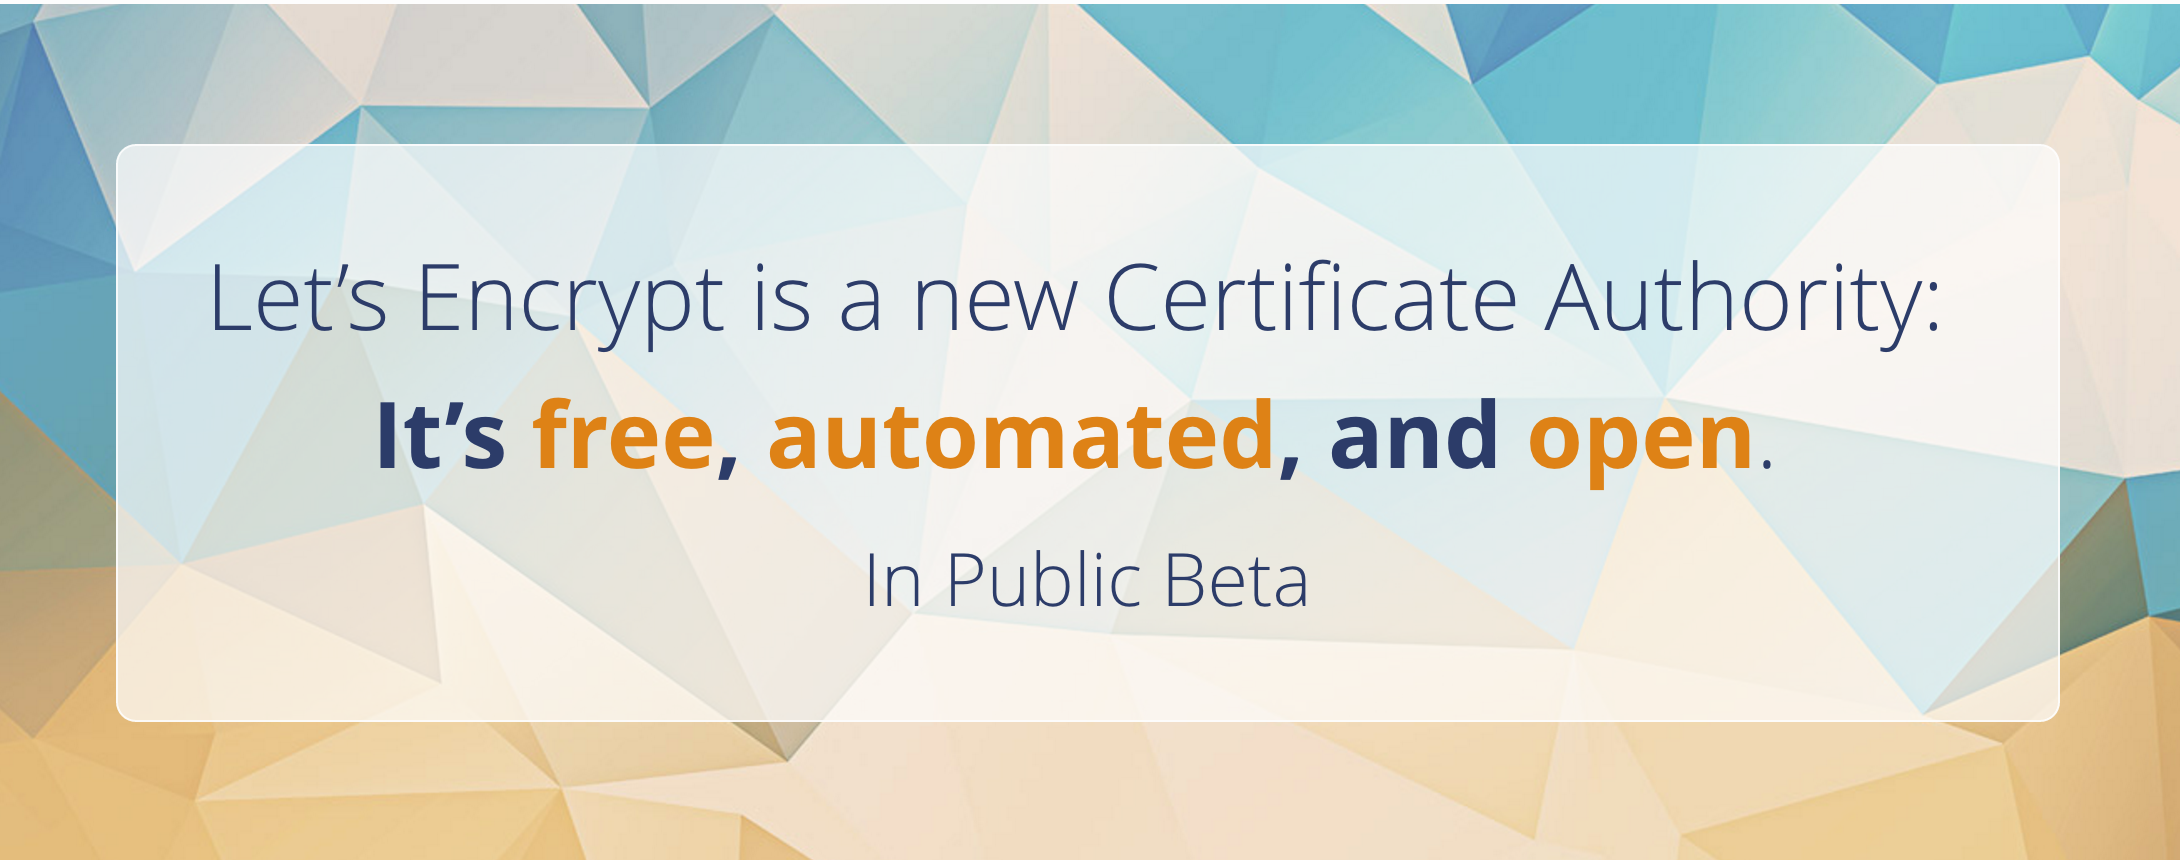 Let’s Encrypt is a new Certificate Authority:
It’s free, automated, and open.
In Public Beta